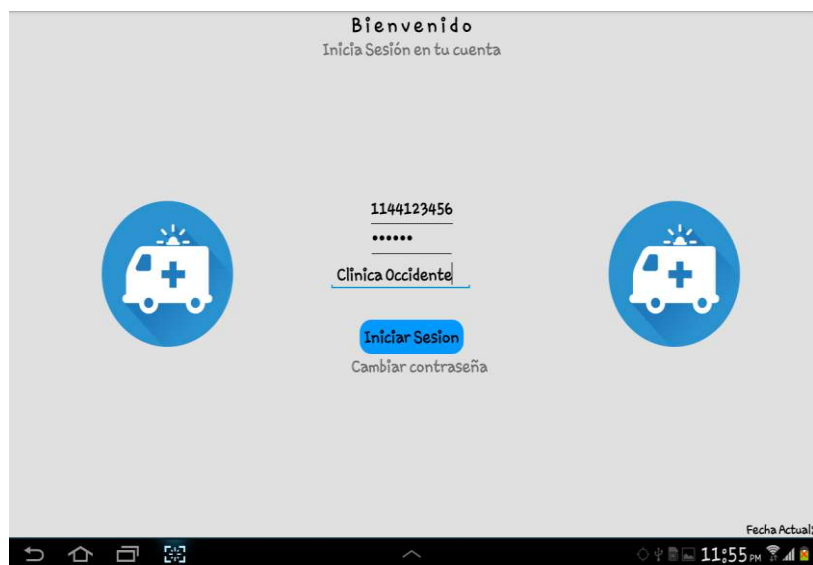 Bienvenido
Inicia Sesión en tu cuenta
1144123456
••••••
Clinica Occidente
Iniciar Sesion
Cambiar contraseña
Fecha Actual:
11:55 PM